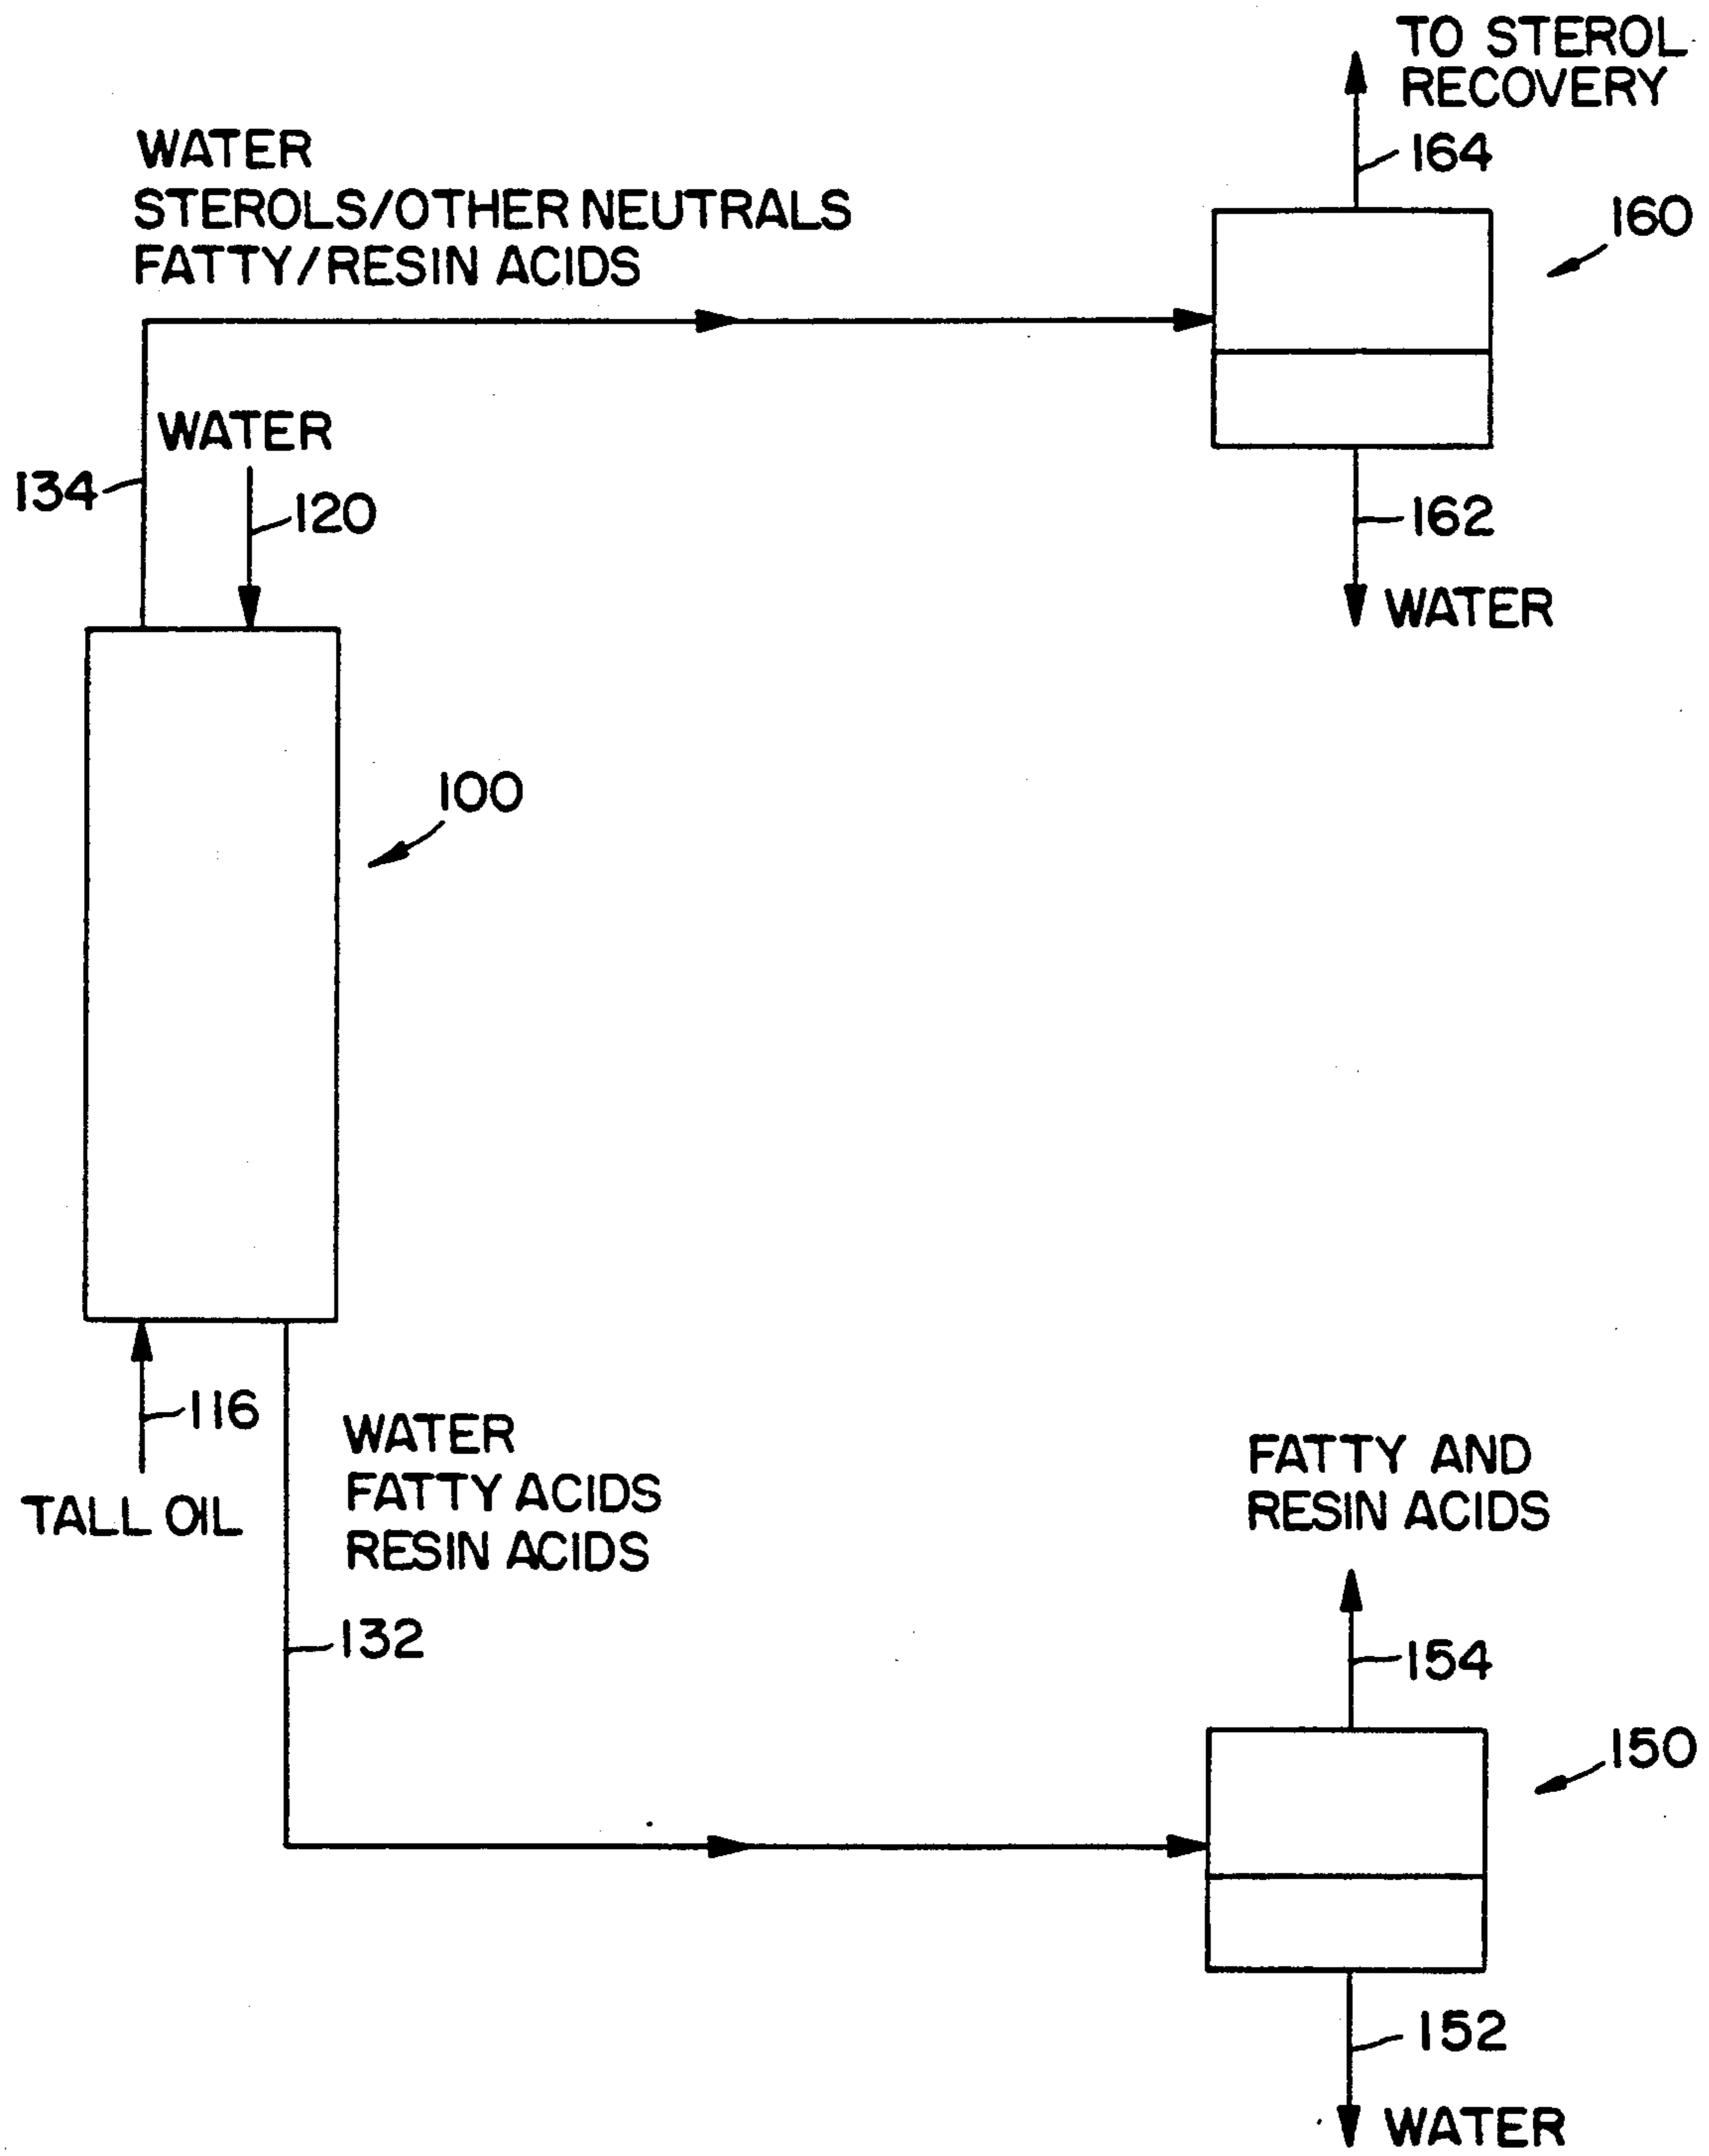 TO STEROL
RECOVERY
164
160
WATER
STEROLS/OTHER NEUTRALS
FATTY/RESIN ACIDS
WATER
134
120
162
WATER
100
116
TALL OIL
WATER
FATTY ACIDS
RESIN ACIDS
132
FATTY AND
RESIN ACIDS
154
150
152
WATER